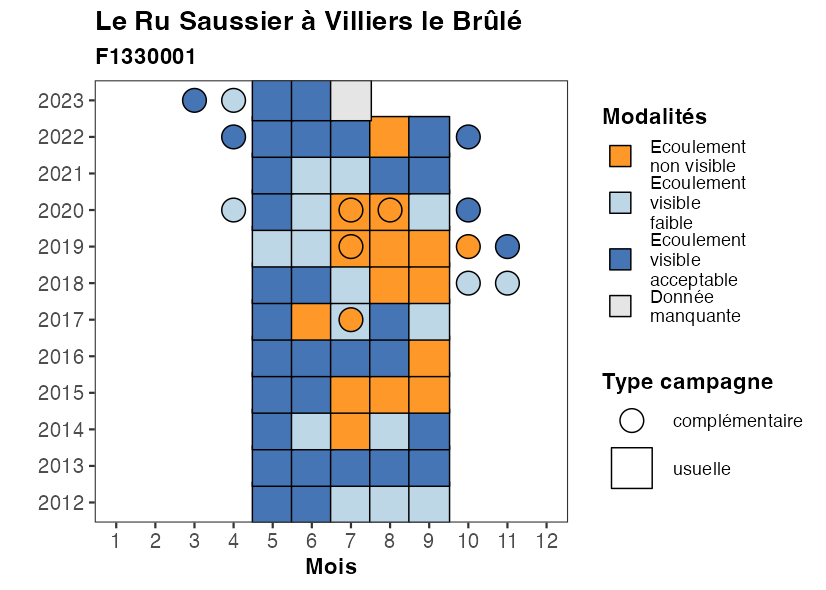 Le Ru Saussier à Villiers le Brûlé
F1330001
2023
2022
2021
2020
2019
2018
2017
2016
2015
2014
2013
2012
1 2 3 4 5 6 7 8 9 10 11 12
Mois
Modalités
Ecoulement
non visible
Ecoulement
visible
faible
Ecoulement
visible
acceptable
Donnée
manquante
Type campagne
complémentaire
usuelle